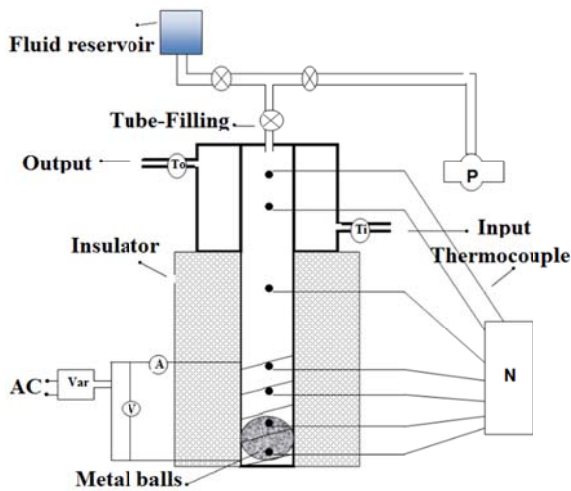 Fluid reservoir
Tube-Filling
P
Output
To
Input
Ti
Thermocouple
Insulator
A
N
AC
Var
V
Metal balls